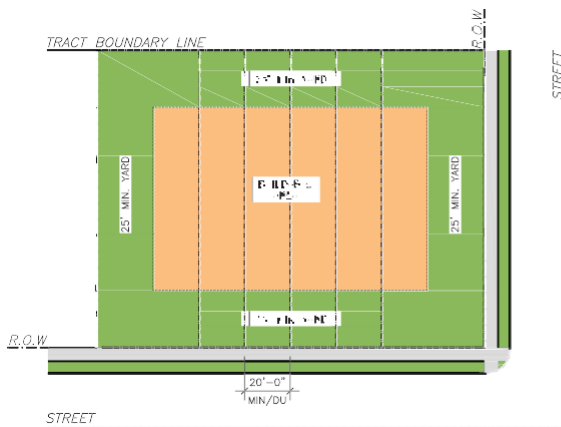 R.O.W
TRACT BOUNDARY LINE
STREET
25' MIN. YARD
25' MIN. YARD
R.O.W
20'-0"
MIN/DU
STREET